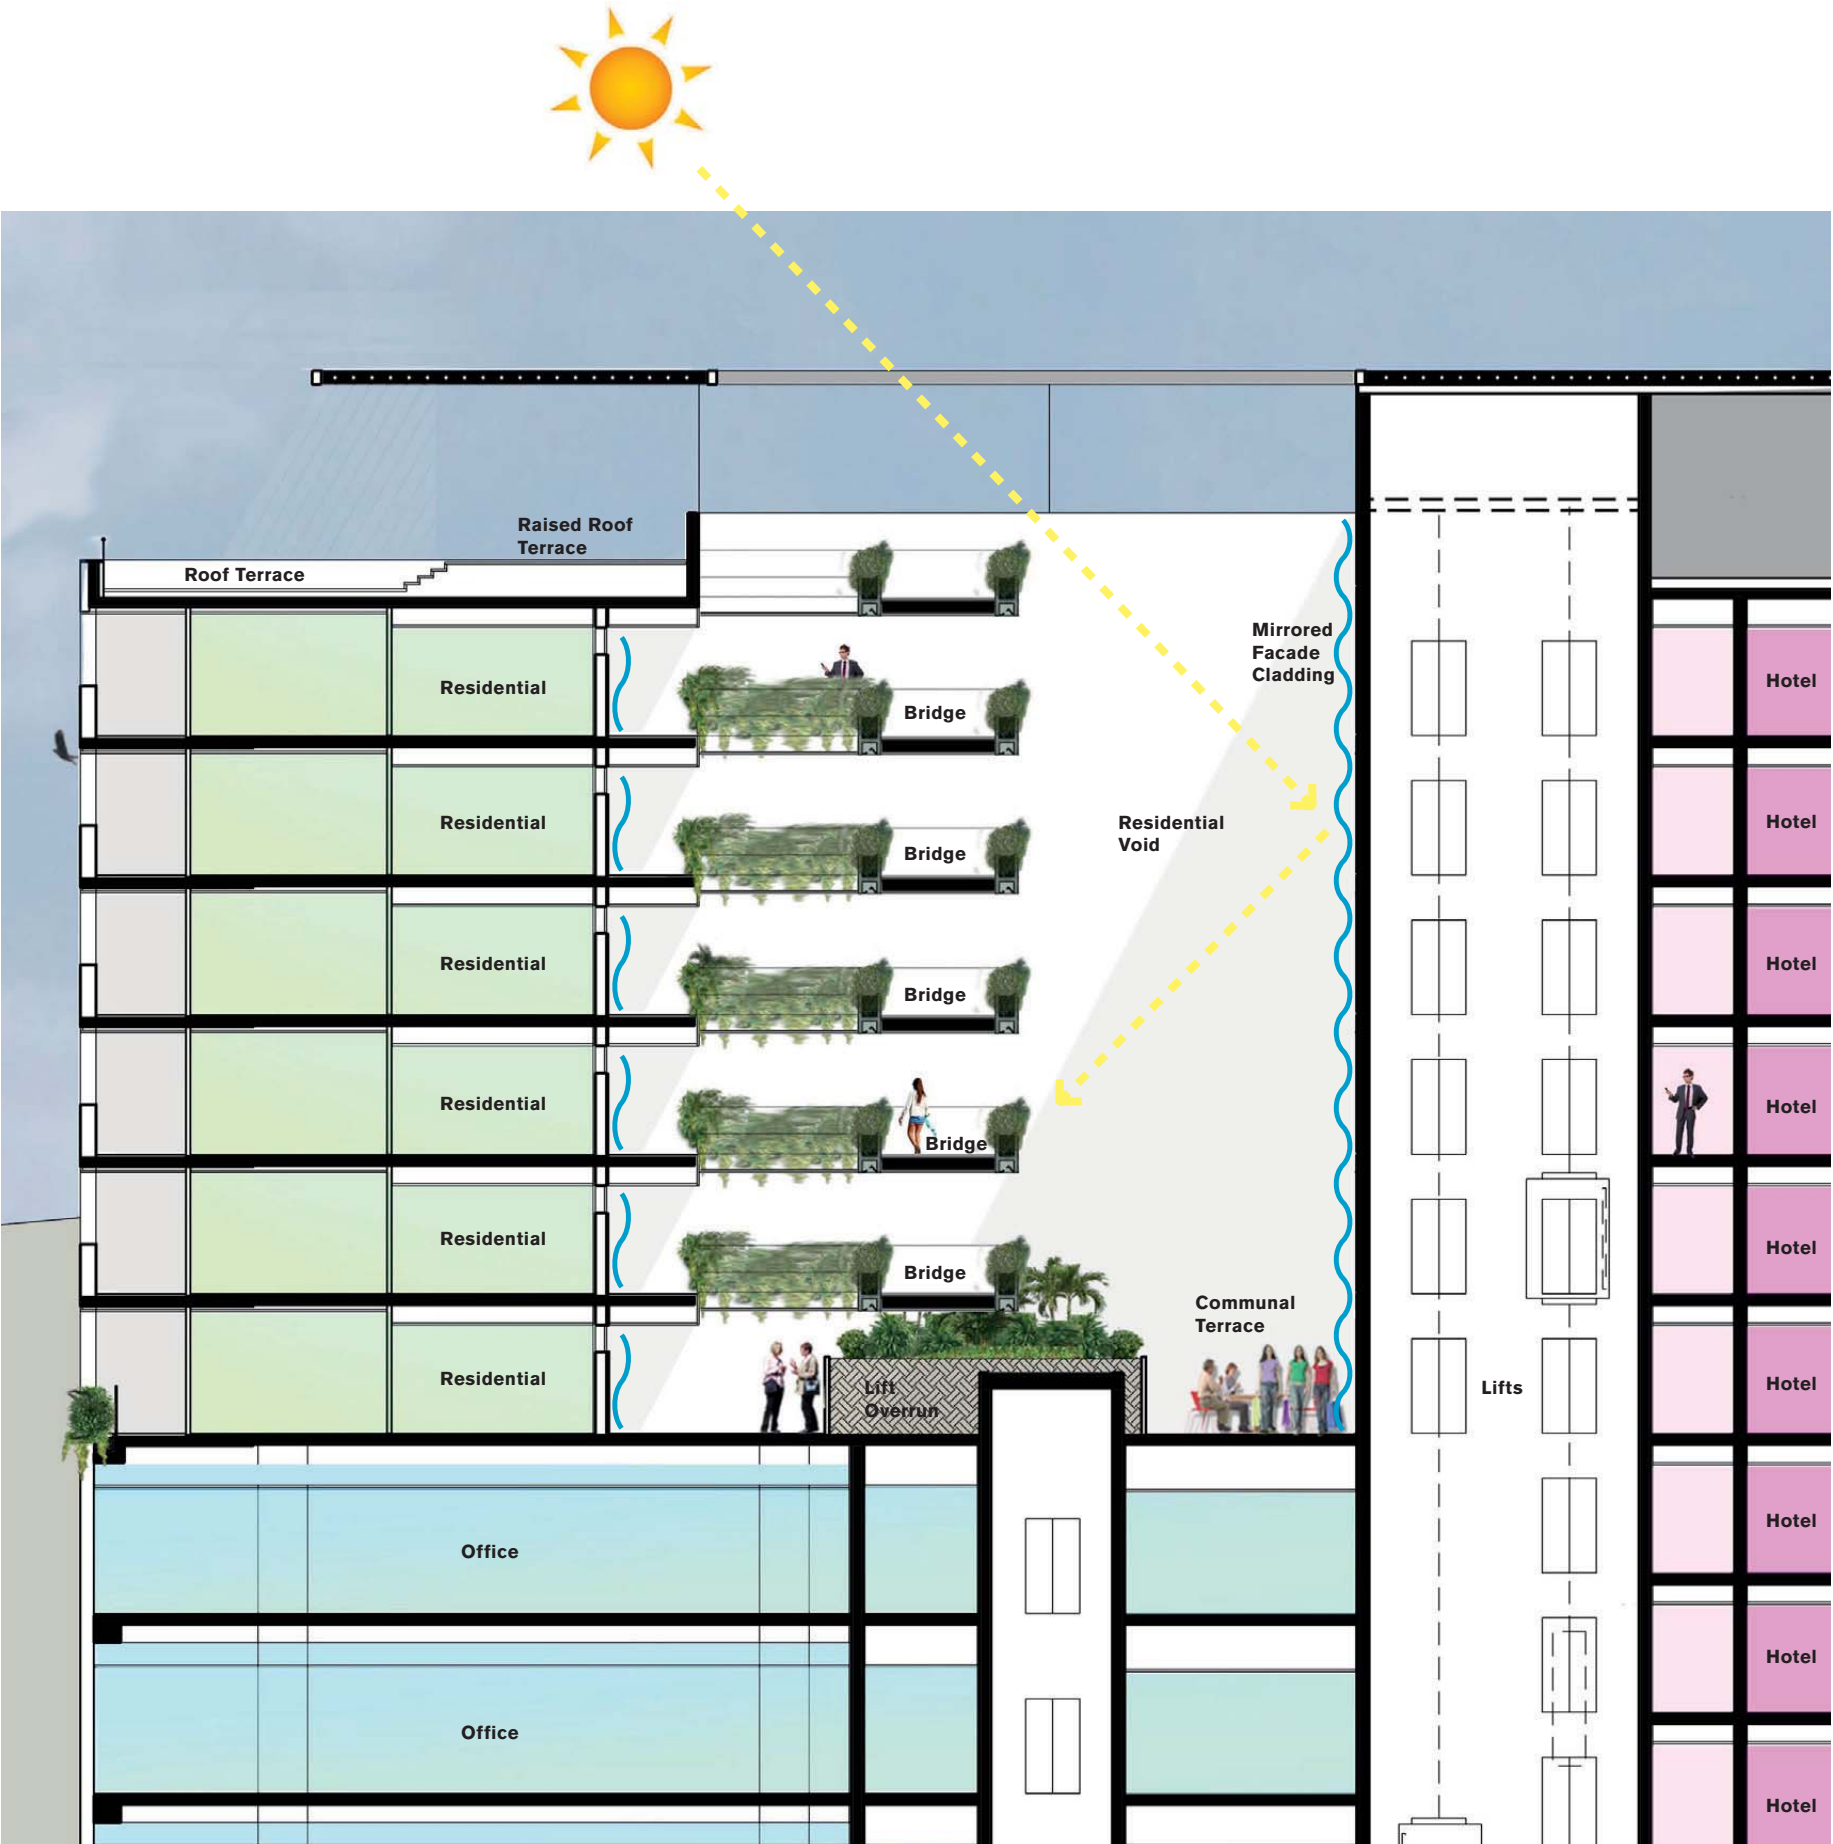 Raised Roof
Terrace
Roof Terrace
Mirrored
Facade
Cladding
Residential
Bridge
Hotel
Residential
Bridge
Residential
Void
Hotel
Residential
Bridge
Hotel
Residential
Bridge
Hotel
Residential
Bridge
Hotel
Communal
Terrace
Residential
Lift
Overrun
Lifts
Hotel
Office
Hotel
Hotel
Office
Hotel